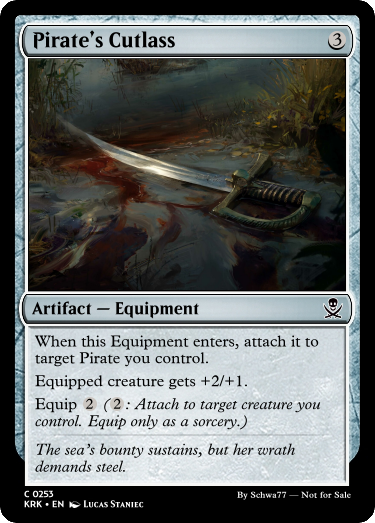 Pirate's Cutlass 3
Artifact — Equipment
When this Equipment enters, attach it to
target Pirate you control.
Equipped creature gets +2/+1.
Equip 2 (2: Attach to target creature you
control. Equip only as a sorcery.)
The sea's bounty sustains, but her wrath
demands steel.
C 0253
KRK • EN Lucas Staniec
By Schwa77 — Not for Sale